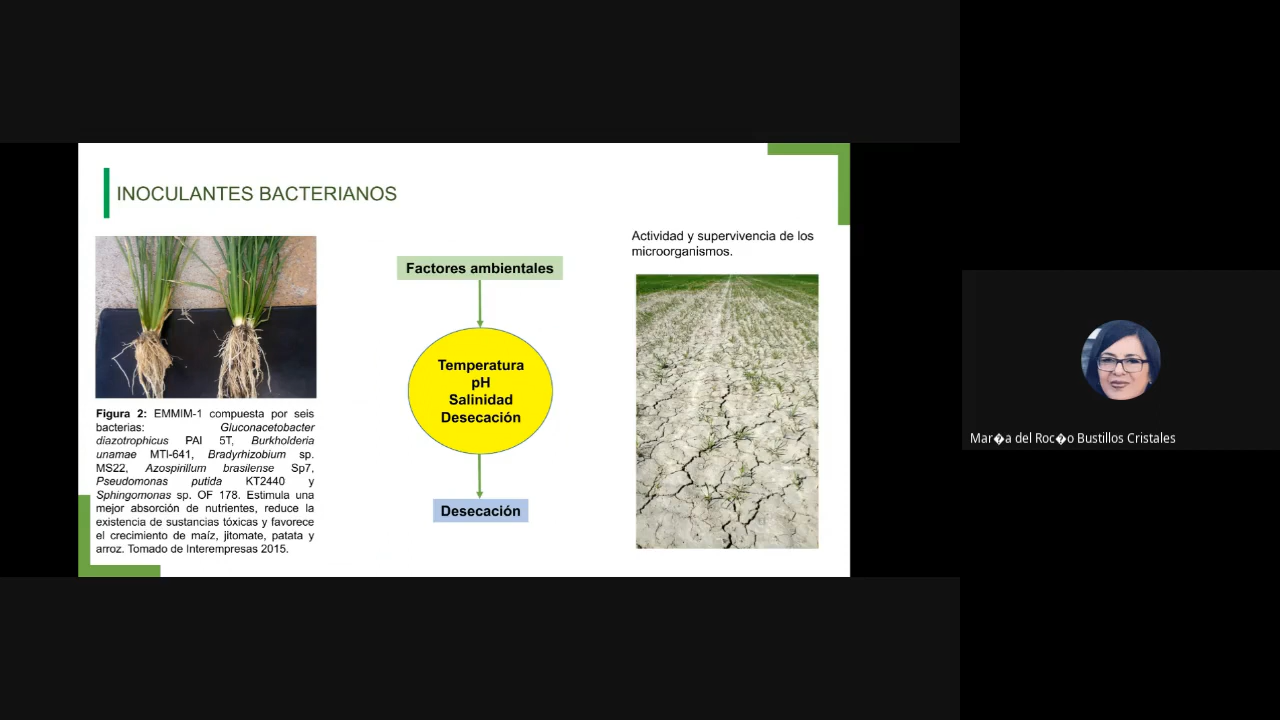 INOCULANTES BACTERIANOS
Figura 2: EMMIM-1 compuesta por seis
bacterias: Gluconacetobacter
diazotrophicus PAI 5T, Burkholderia
unamae MTI-641, Bradyrhizobium sp.
MS22, Azospirillum brasilense Sp7,
Pseudomonas putida KT2440 y
Sphingomonas sp. OF 178. Estimula una
mejor absorción de nutrientes, reduce la
existencia de sustancias tóxicas y favorece
el crecimiento de maíz, jitomate, patata y
arroz. Tomado de Interempresas 2015.
Factores ambientales
Temperatura
pH
Salinidad
Desecación
Desecación
Actividad y supervivencia de los
microorganismos.
Mar�a del Roc�o Bustillos Cristales